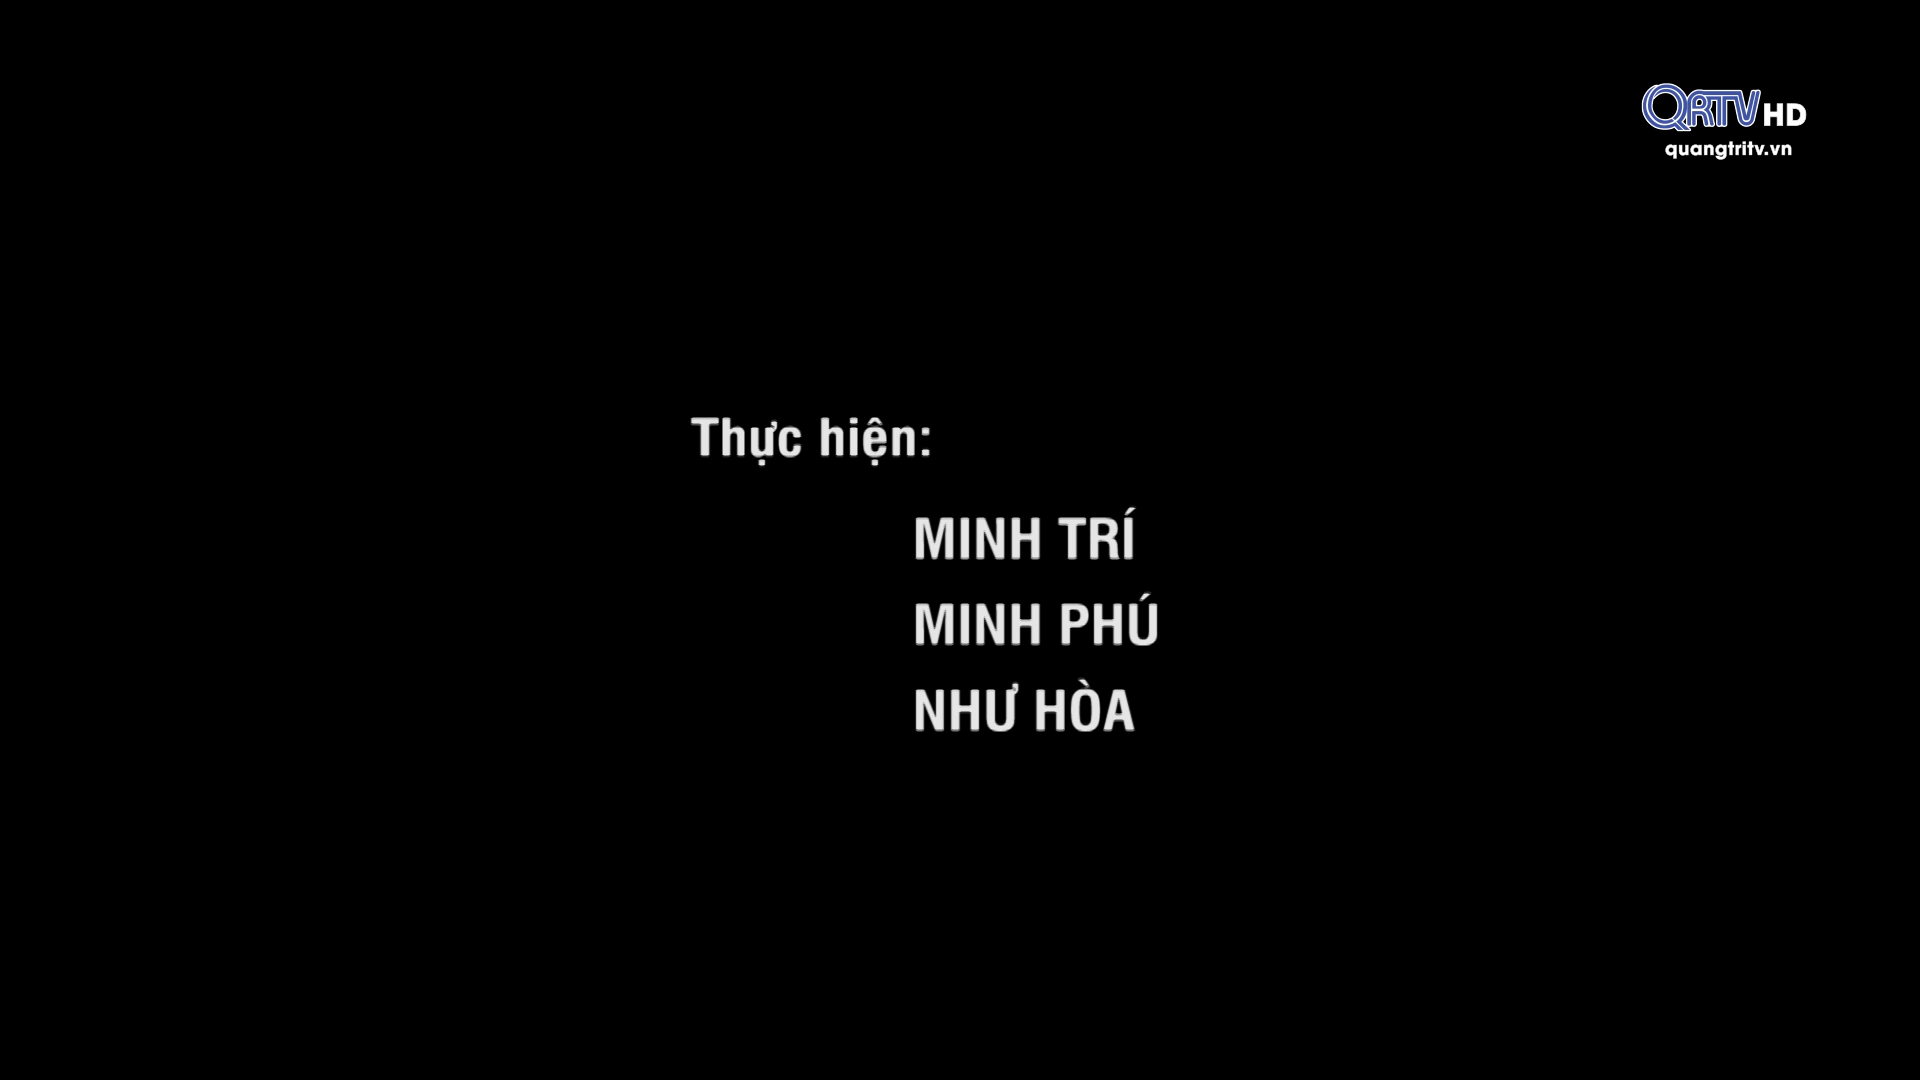 QRTV HD
quangtritv.vn
Thực hiện:
MINH TRÍ
MINH PHÚ
NHƯ HÒA